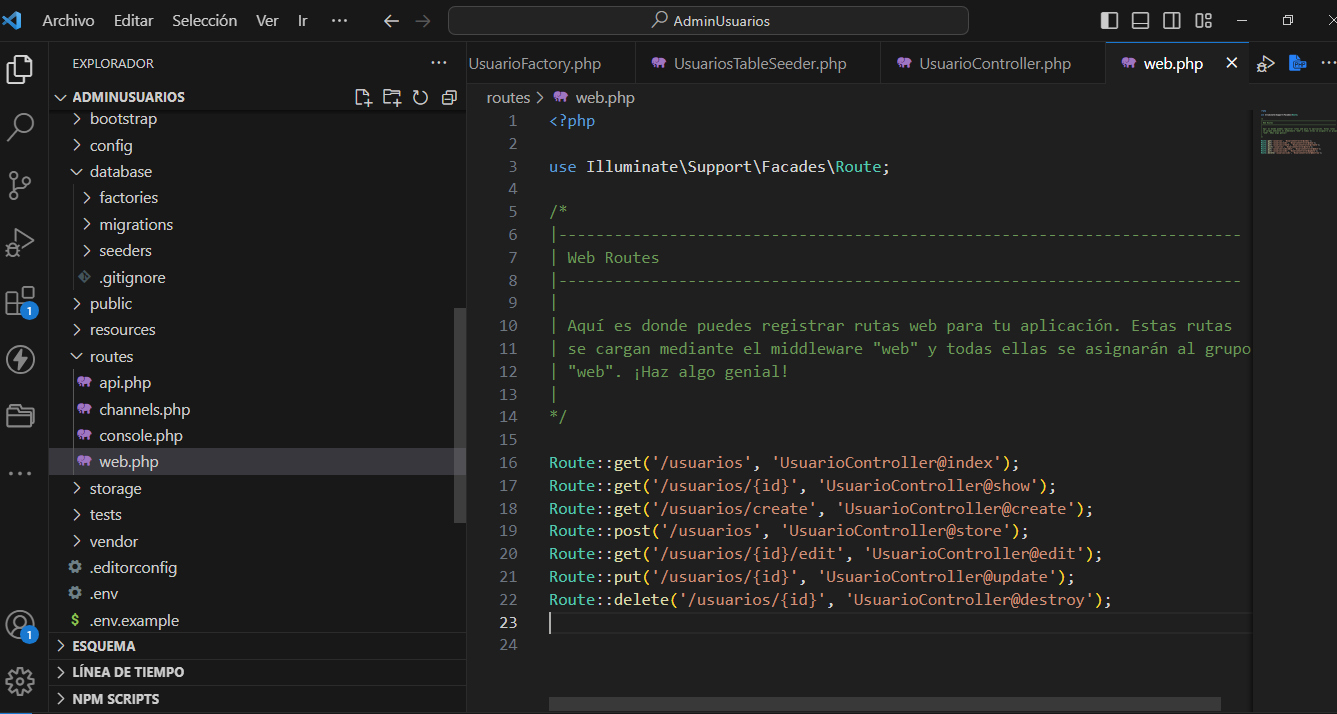 Archivo Editar Selección Ver Ir ··· AdminUsuarios
EXPLORADOR ···
ADMINUSUARIOS
bootstrap
config
database
factories
migrations
seeders
.gitignore
public
resources
routes
api.php
channels.php
console.php
web.php
storage
tests
vendor
.editorconfig
.env
$ .env.example
ESQUEMA
LÍNEA DE TIEMPO
NPM SCRIPTS
1
1
UsuarioFactory.php UsuariosTableSeeder.php UsuarioController.php web.php
routes > web.php
1 <?php
2
3 use Illuminate\Support\Facades\Route;
4
5 /*
6 |--------------------------------------------------------------------------
7 | Web Routes
8 |--------------------------------------------------------------------------
9 |
10 | Aquí es donde puedes registrar rutas web para tu aplicación. Estas rutas
11 | se cargan mediante el middleware "web" y todas ellas se asignarán al grupo
12 | "web". ¡Haz algo genial!
13 |
14 */
15
16 Route::get('/usuarios', 'UsuarioController@index');
17 Route::get('/usuarios/{id}', 'UsuarioController@show');
18 Route::get('/usuarios/create', 'UsuarioController@create');
19 Route::post('/usuarios', 'UsuarioController@store');
20 Route::get('/usuarios/{id}/edit', 'UsuarioController@edit');
21 Route::put('/usuarios/{id}', 'UsuarioController@update');
22 Route::delete('/usuarios/{id}', 'UsuarioController@destroy');
23
24